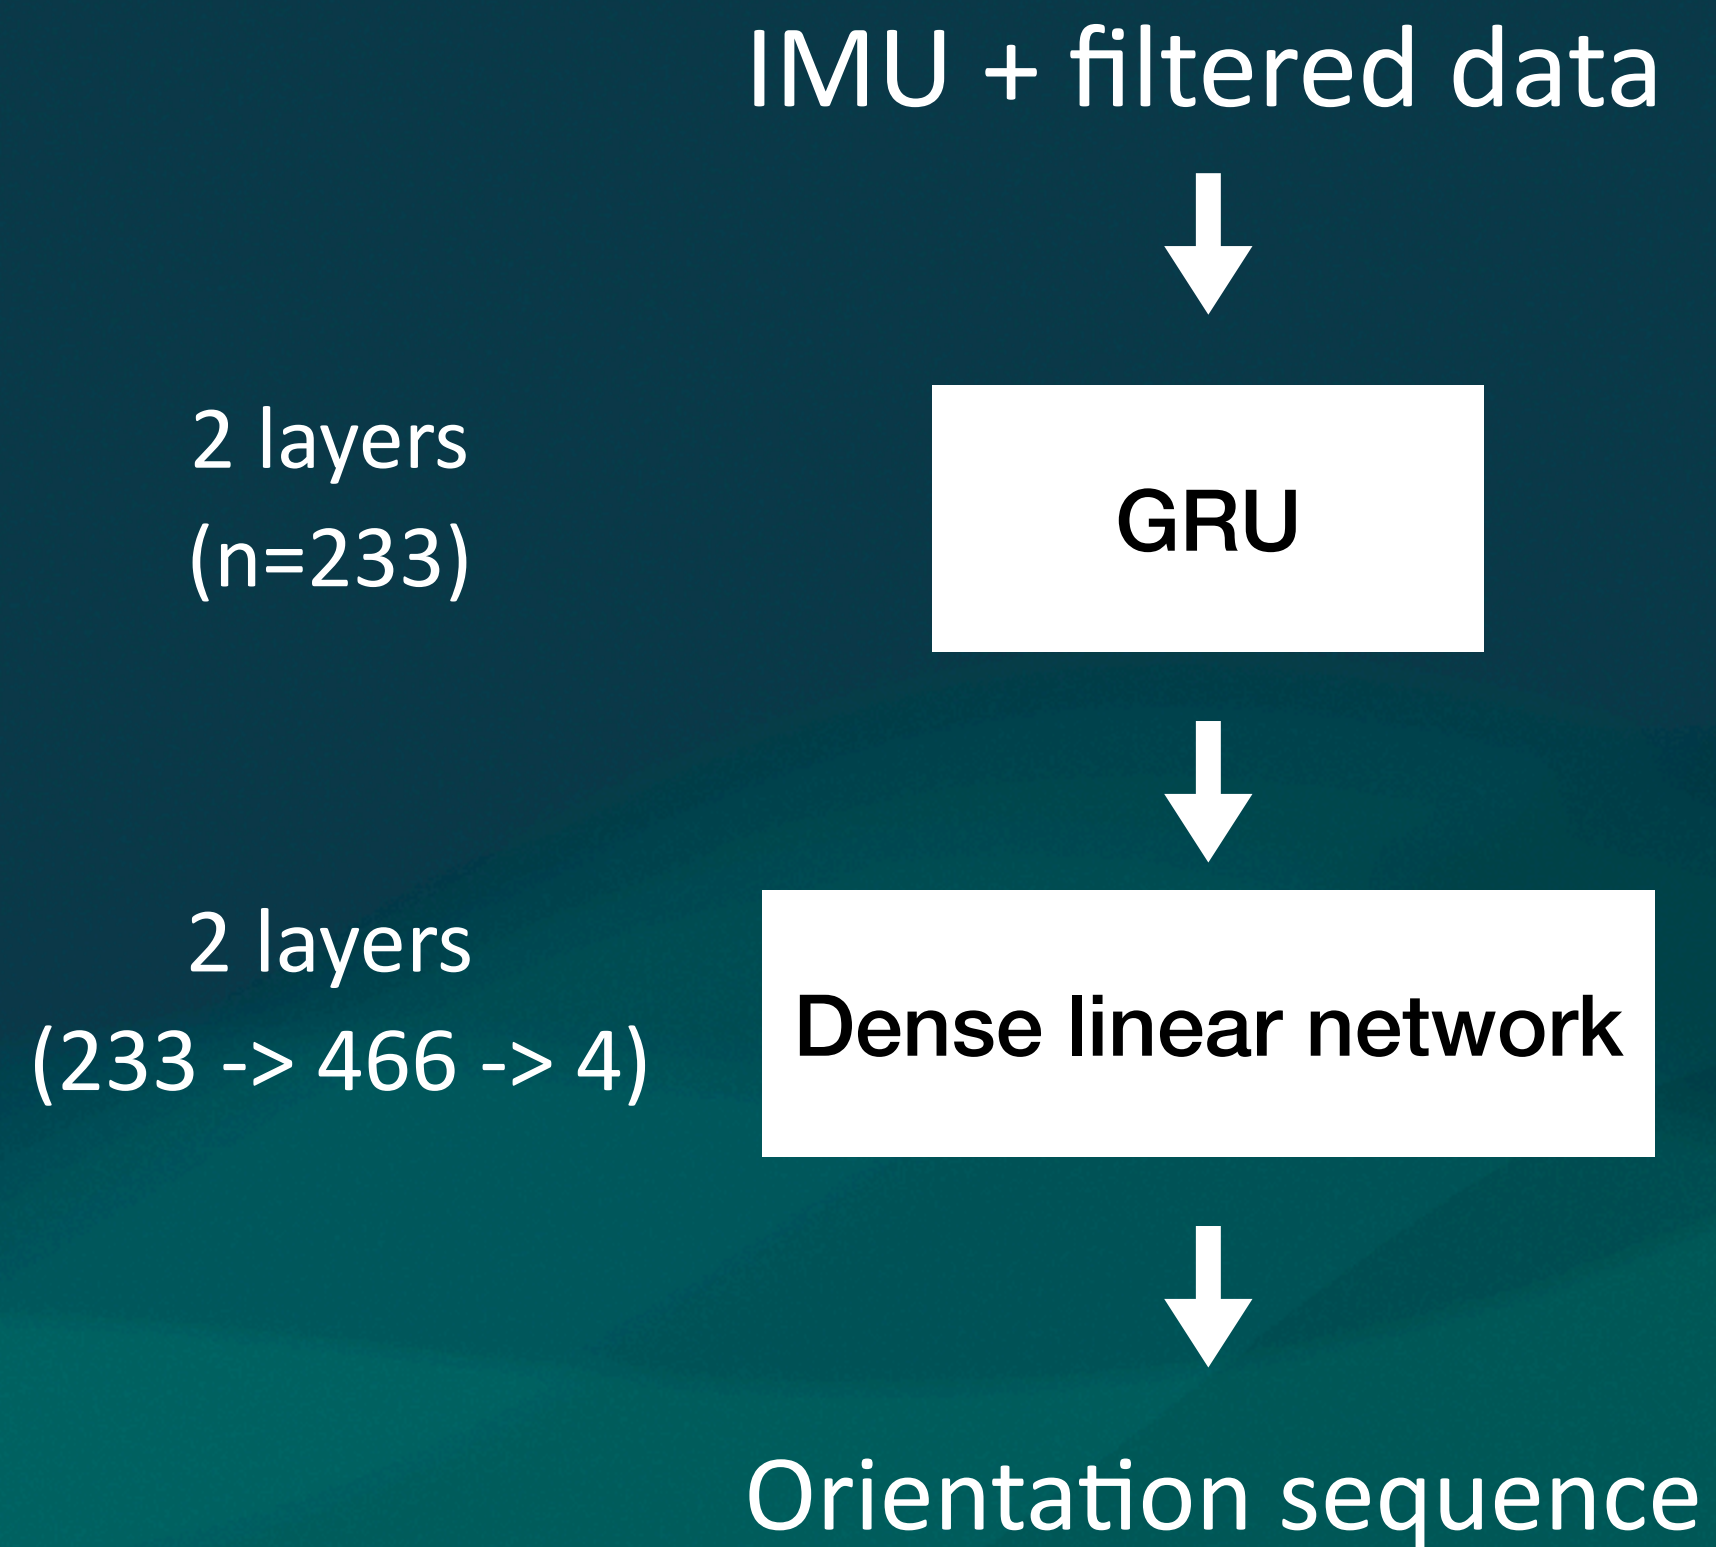 IMU + filtered data
2 layers
(n=233)
GRU
2 layers
(233 -> 466 -> 4)
Dense linear network
Orientation sequence